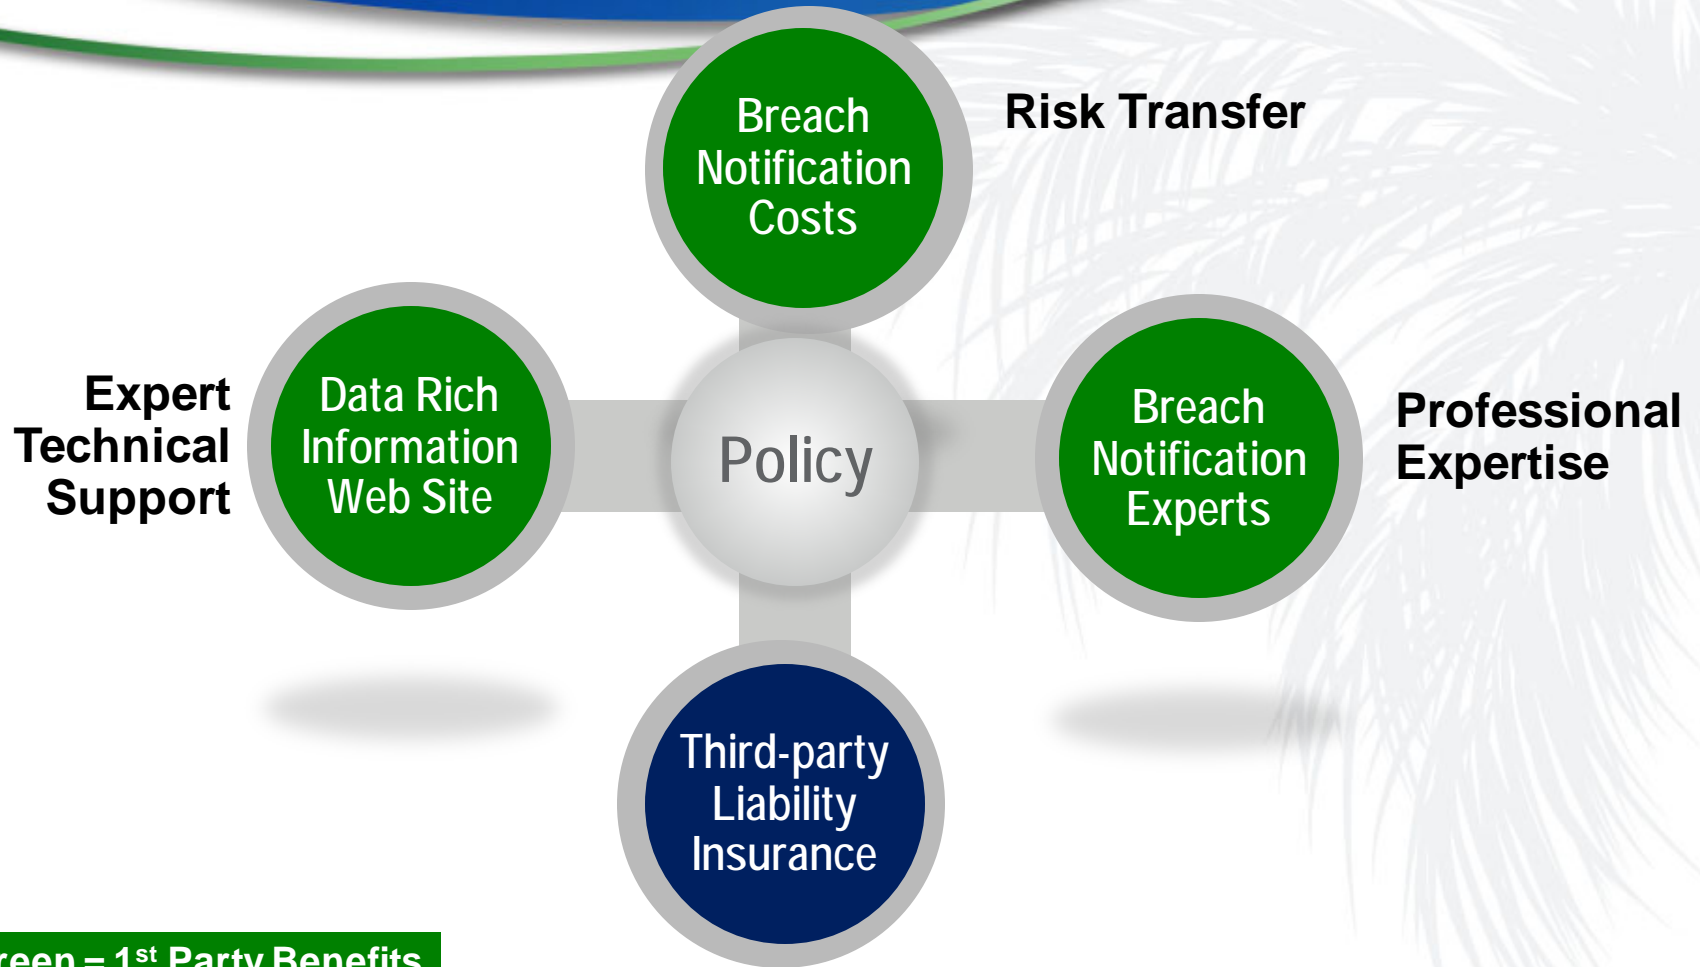 Breach
Notification
Costs
Risk Transfer
Expert
Technical
Support
Data Rich
Information
Web Site
Policy
Breach
Notification
Experts
Professional
Expertise
Third-party
Liability
Insurance
reen = 1st Party Benefits